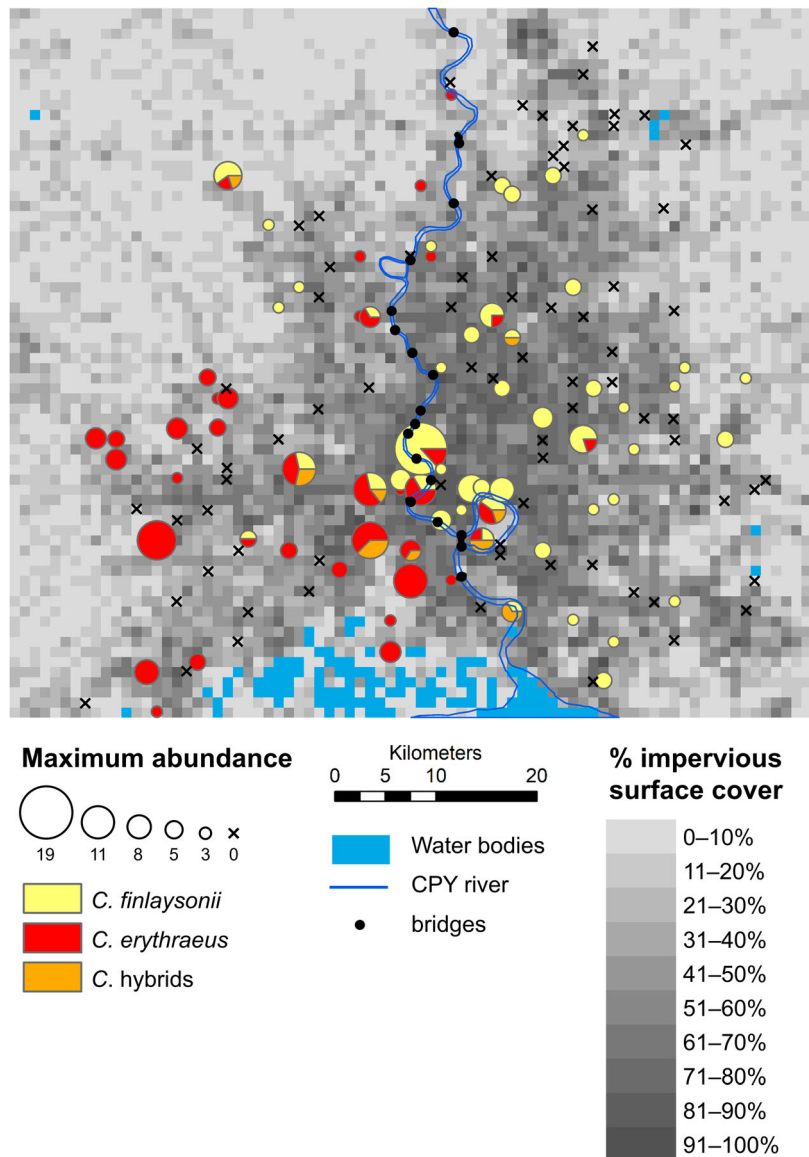 Maximum abundance
19 11 8 5 3 0
C. finlaysonii
C. erythraeus
C. hybrids
Kilometers
0 5 10 20
Water bodies
CPY river
bridges
% impervious
surface cover
0–10%
11–20%
21–30%
31–40%
41–50%
51–60%
61–70%
71–80%
81–90%
91–100%